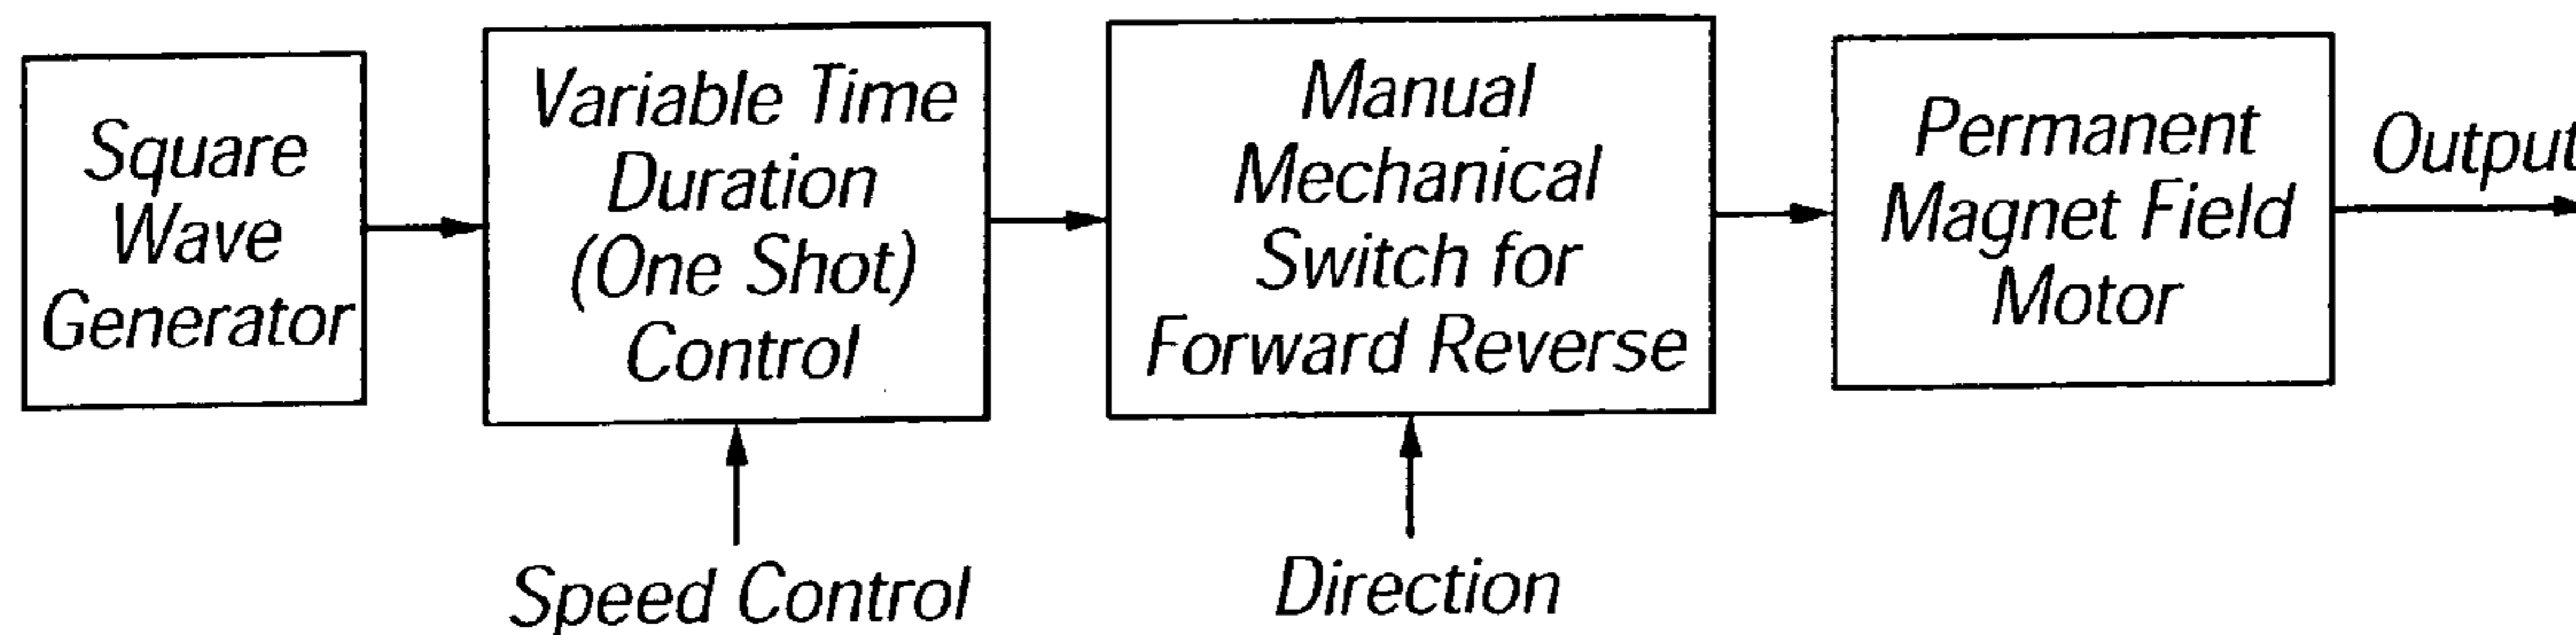 Square
Wave
Generator
Variable Time
Duration
(One Shot)
Control
Manual
Mechanical
Switch for
Forward Reverse
Permanent
Magnet Field
Motor
Output
Speed Control
Direction